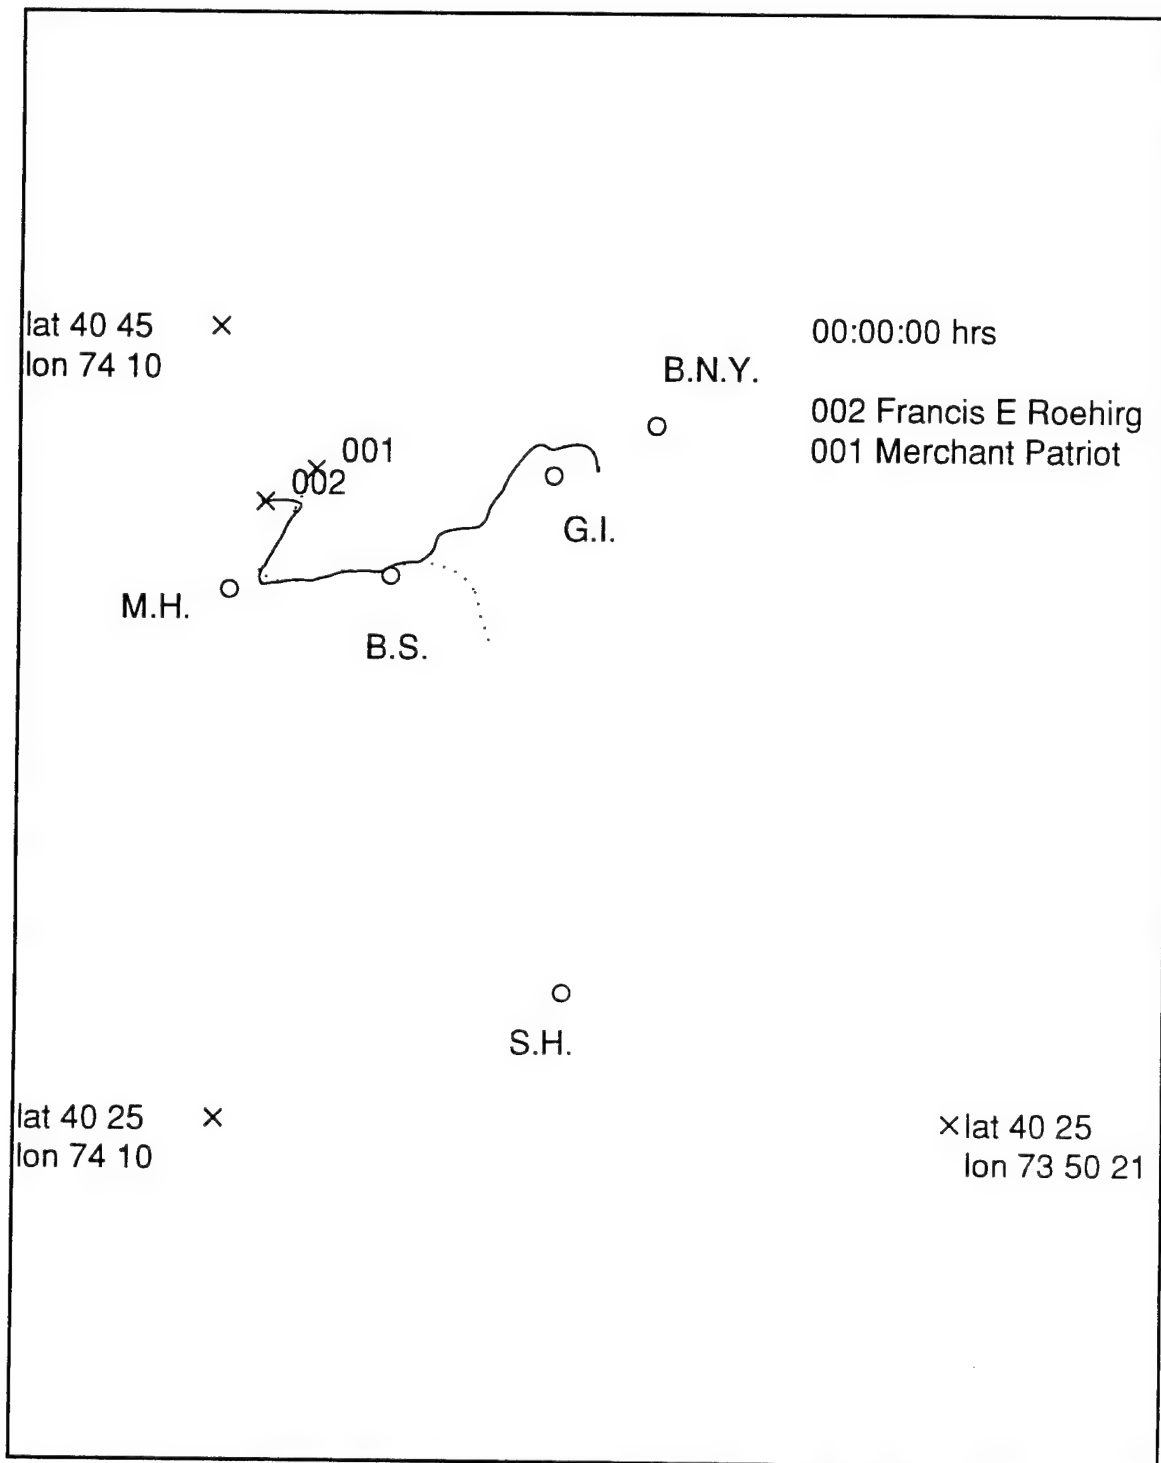 lat 40 45
lon 74 10
00:00:00 hrs
B.N.Y.
002 Francis E Roehirg
001 Merchant Patriot
001
002
G.I.
M.H.
B.S.
S.H.
lat 40 25
lon 74 10
lat 40 25
lon 73 50 21